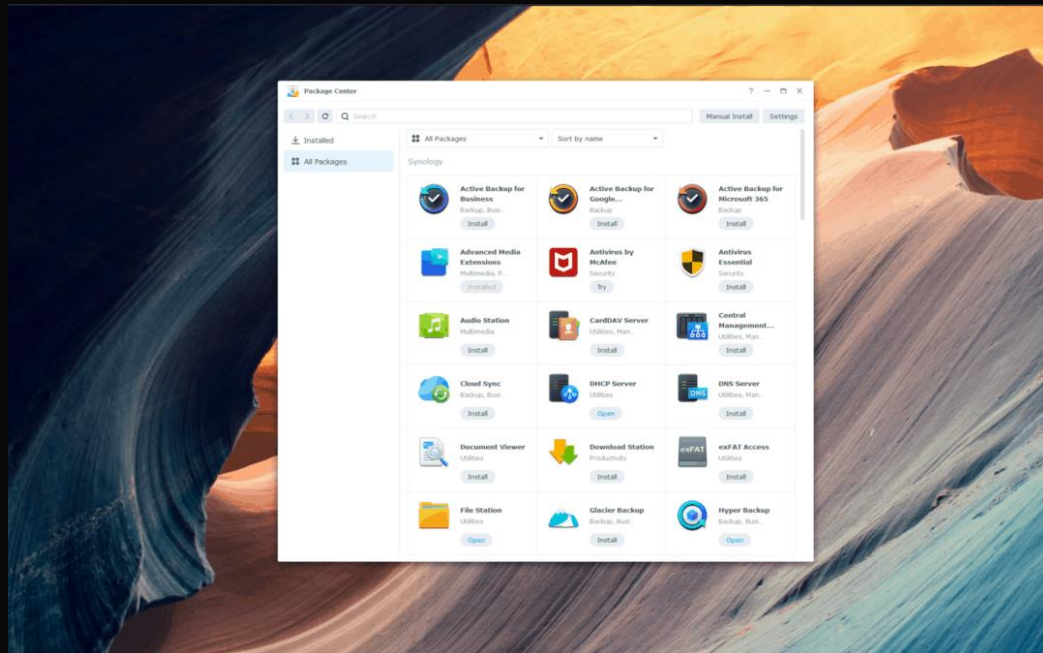 Package Center
Search
Manual Install
Settings
Installed
All Packages
All Packages
Sort by name
Synology
Active Backup for
Business
Backup, Busi...
Install
Active Backup for
Google...
Backup
Install
Active Backup for
Microsoft 365
Backup
Install
Advanced Media
Extensions
Multimedia, P...
Installed
Antivirus by
McAfee
Security
Try
Antivirus
Essential
Security
Install
Audio Station
Multimedia
Install
CardDAV Server
Utilities, Man...
Install
Central
Management...
Utilities, Man...
Install
Cloud Sync
Backup, Busi...
Install
DHCP Server
Utilities
Open
DNS
DNS Server
Utilities, Man...
Install
Document Viewer
Utilities
Install
Download Station
Productivity
Install
exFAT
exFAT Access
Utilities
Install
File Station
Utilities
Open
Glacier Backup
Backup, Busi...
Install
Hyper Backup
Backup, Busi...
Open